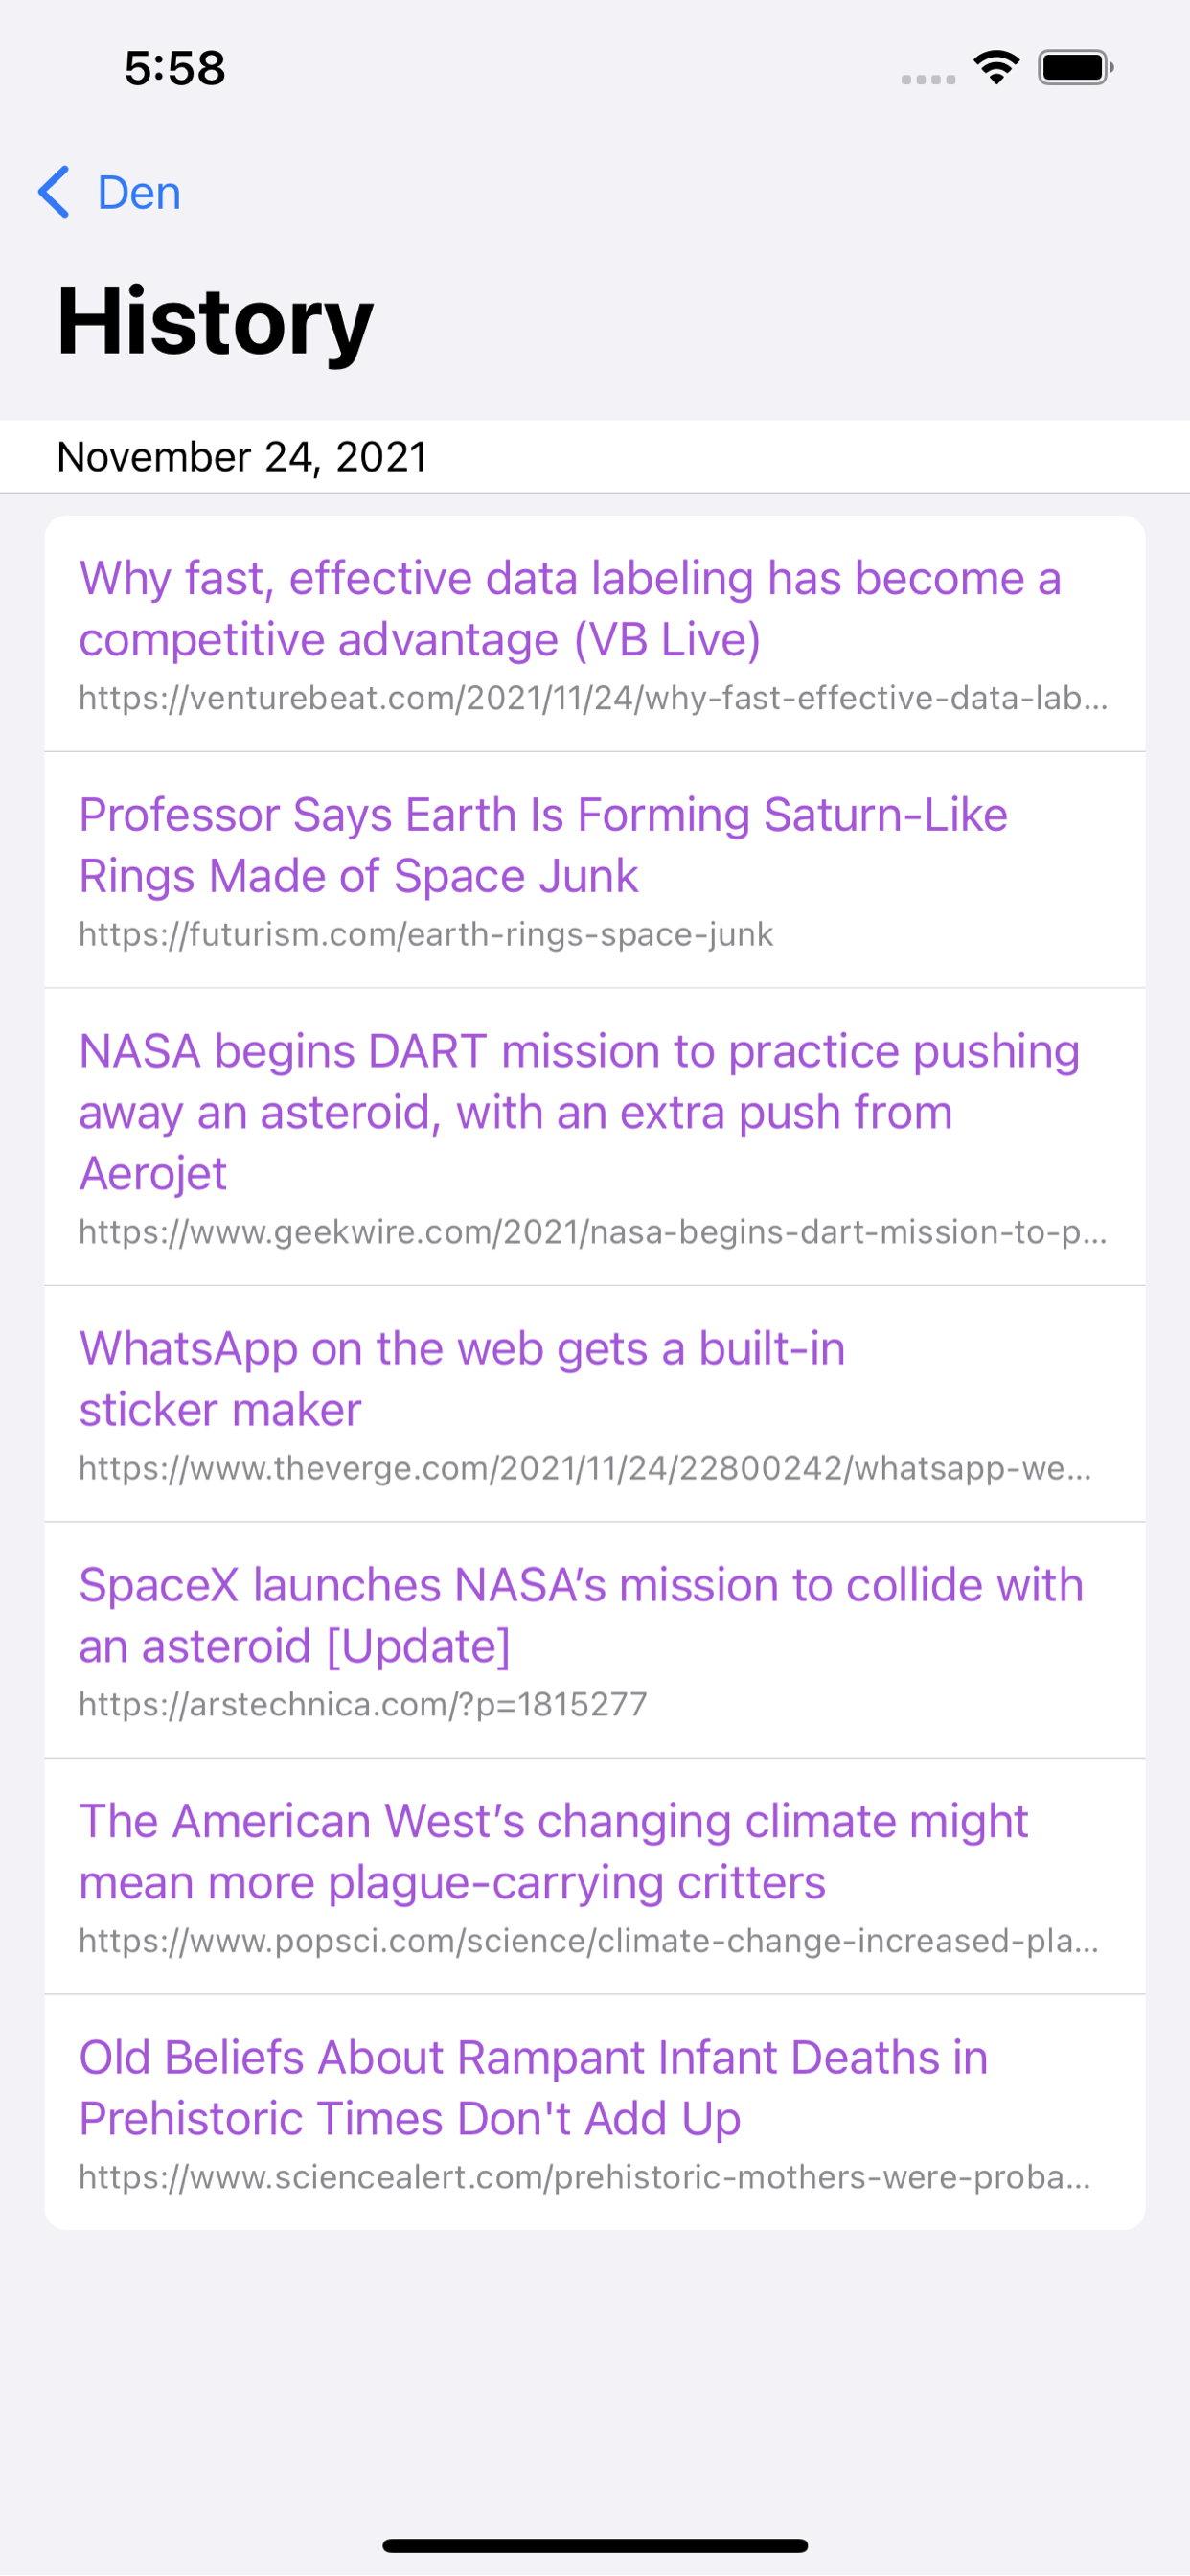 5:58
Den
History
November 24, 2021
Why fast, effective data labeling has become a
competitive advantage (VB Live)
https://venturebeat.com/2021/11/24/why-fast-effective-data-lab...
Professor Says Earth Is Forming Saturn-Like
Rings Made of Space Junk
https://futurism.com/earth-rings-space-junk
NASA begins DART mission to practice pushing
away an asteroid, with an extra push from
Aerojet
https://www.geekwire.com/2021/nasa-begins-dart-mission-to-p...
WhatsApp on the web gets a built-in
sticker maker
https://www.theverge.com/2021/11/24/22800242/whatsapp-we...
SpaceX launches NASA’s mission to collide with
an asteroid [Update]
https://arstechnica.com/?p=1815277
The American West’s changing climate might
mean more plague-carrying critters
https://www.popsci.com/science/climate-change-increased-pla...
Old Beliefs About Rampant Infant Deaths in
Prehistoric Times Don't Add Up
https://www.sciencealert.com/prehistoric-mothers-were-proba...